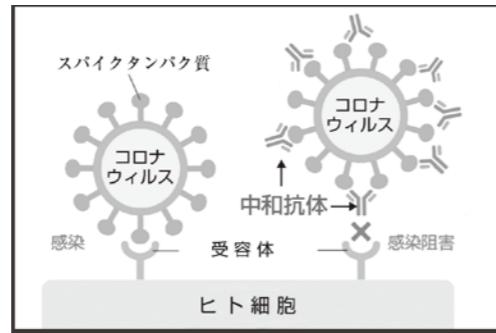 スパイクタンパク質
コロナ
ウィルス
コロナ
ウィルス
中和抗体
感染
受容体
感染阻害
ヒト細胞